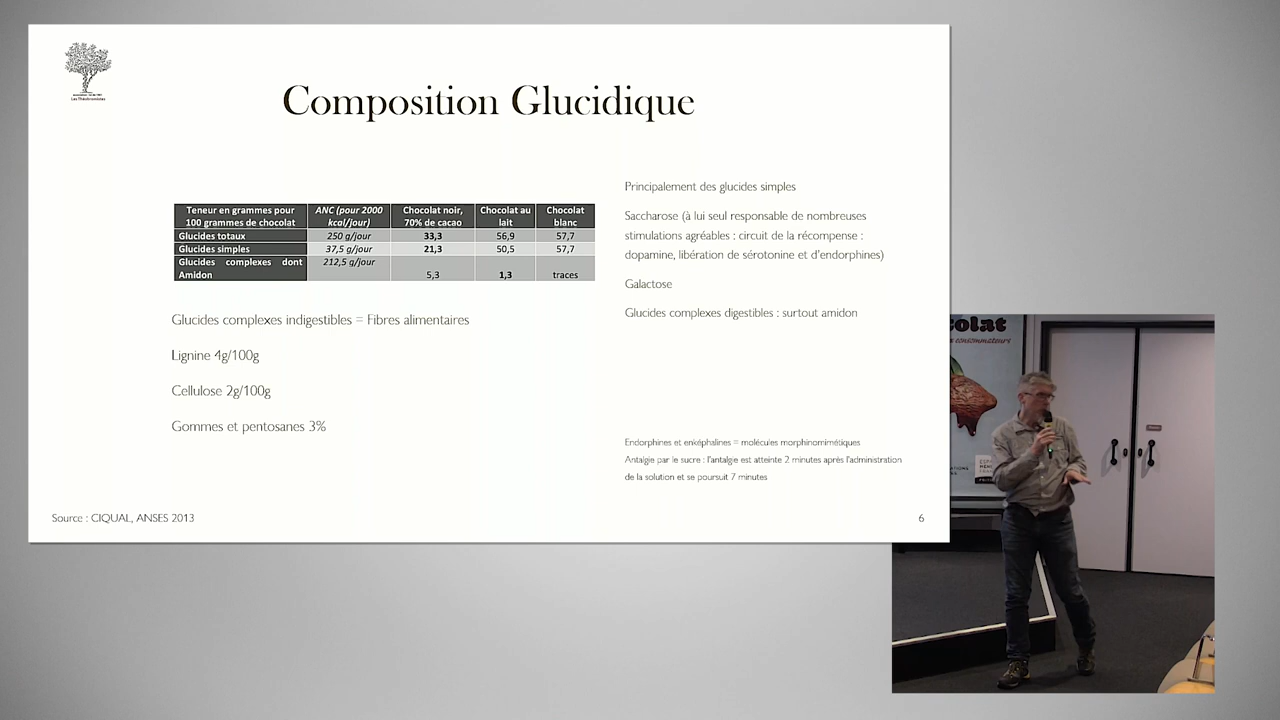 Les Théobromistes
Composition Glucidique
Teneur en grammes pour
100 grammes de chocolat
ANC (pour 2000
kcal/jour)
Chocolat noir,
70% de cacao
Chocolat au
lait
Chocolat
blanc
Glucides totaux 250 g/jour 33,3 56,9 57,7
Glucides simples 37,5 g/jour 21,3 50,5 57,7
Glucides complexes dont
Amidon
212,5 g/jour
5,3 1,3 traces
Glucides complexes indigestibles = Fibres alimentaires
Lignine 4g/100g
Cellulose 2g/100g
Gommes et pentosanes 3%
Principalement des glucides simples
Saccharose (à lui seul responsable de nombreuses
stimulations agréables : circuit de la récompense :
dopamine, libération de sérotonine et d'endorphines)
Galactose
Glucides complexes digestibles : surtout amidon
Endorphines et enképhalines = molécules morphinomimétiques
Antalgie par le sucre : l'antalgie est atteinte 2 minutes après l'administration
de la solution et se poursuit 7 minutes
Source : CIQUAL, ANSES 2013
6
olat
consommateurs